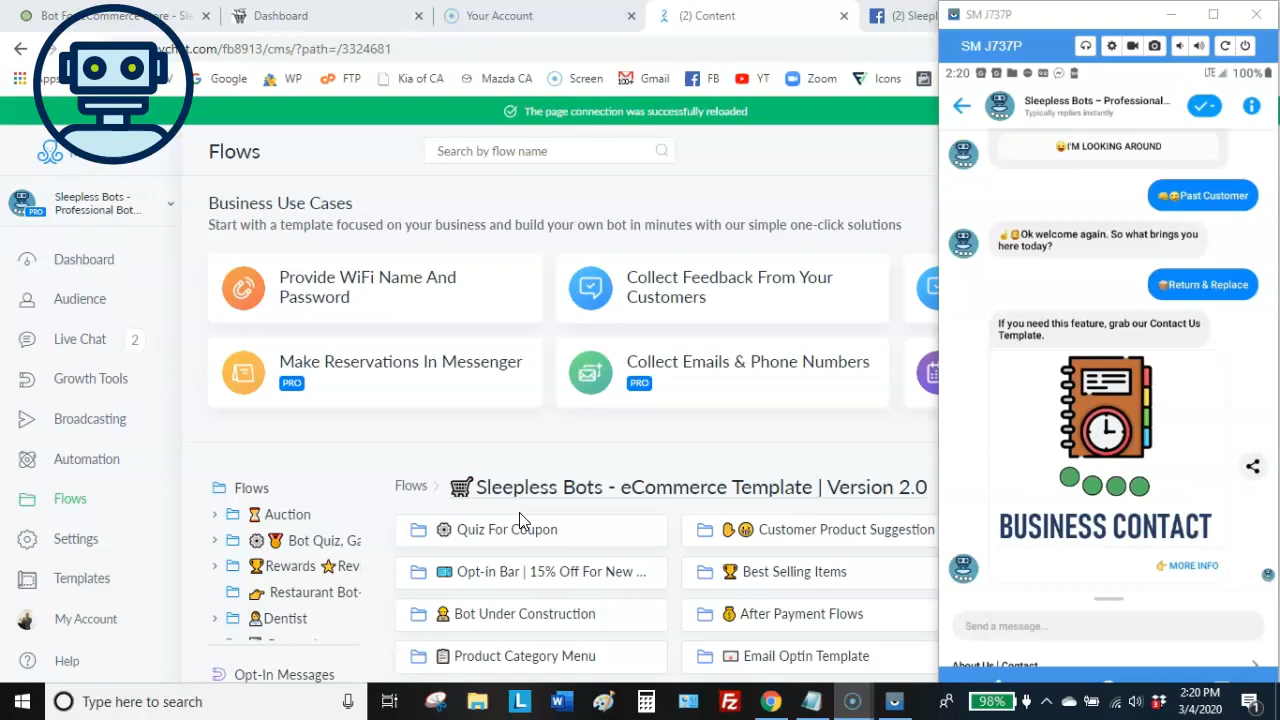 Bot F
eCommerce Store - Sle
Dashboard
Your Account
(2) Content
(2) Sleepl
SM J737P
ychat.com/fb8913/cms/?path=/3324681
Google
WP
FTP
Kia of CA
Mazda CA
Screen
Gmail
FB
YT
Zoom
Icons
The page connection was successfully reloaded
Flows
Search by flow name
Sleepless Bots -
Professional Bot...
PRO
Business Use Cases
Start with a template focused on your business and build your own bot in minutes with our simple one-click solutions
Provide WiFi Name And
Password
Collect Feedback From Your
Customers
Make Reservations In Messenger
PRO
Collect Emails & Phone Numbers
PRO
Dashboard
Audience
Live Chat 2
Growth Tools
Broadcasting
Automation
Flows
Settings
Templates
My Account
Help
Flows
Auction
Bot Quiz, Ga
Rewards ⭐Rev
Restaurant Bot-
Dentist
Opt-in Messages
Flows > Sleepless Bots - eCommerce Template | Version 2.0
Quiz For Coupon
Customer Product Suggestion
Opt-in Bar | 15% Off For New ...
Best Selling Items
Bot Under Construction
After Payment Flows
Product Category Menu
Email Optin Template
SM J737P
2:20
LTE 100%
Sleepless Bots – Professional...
Typically replies instantly
I'M LOOKING AROUND
Past Customer
Ok welcome again. So what brings you
here today?
Return & Replace
If you need this feature, grab our Contact Us
Template.
BUSINESS CONTACT
MORE INFO
Send a message...
About Us | Contact
Type here to search
98%
2:20 PM
3/4/2020